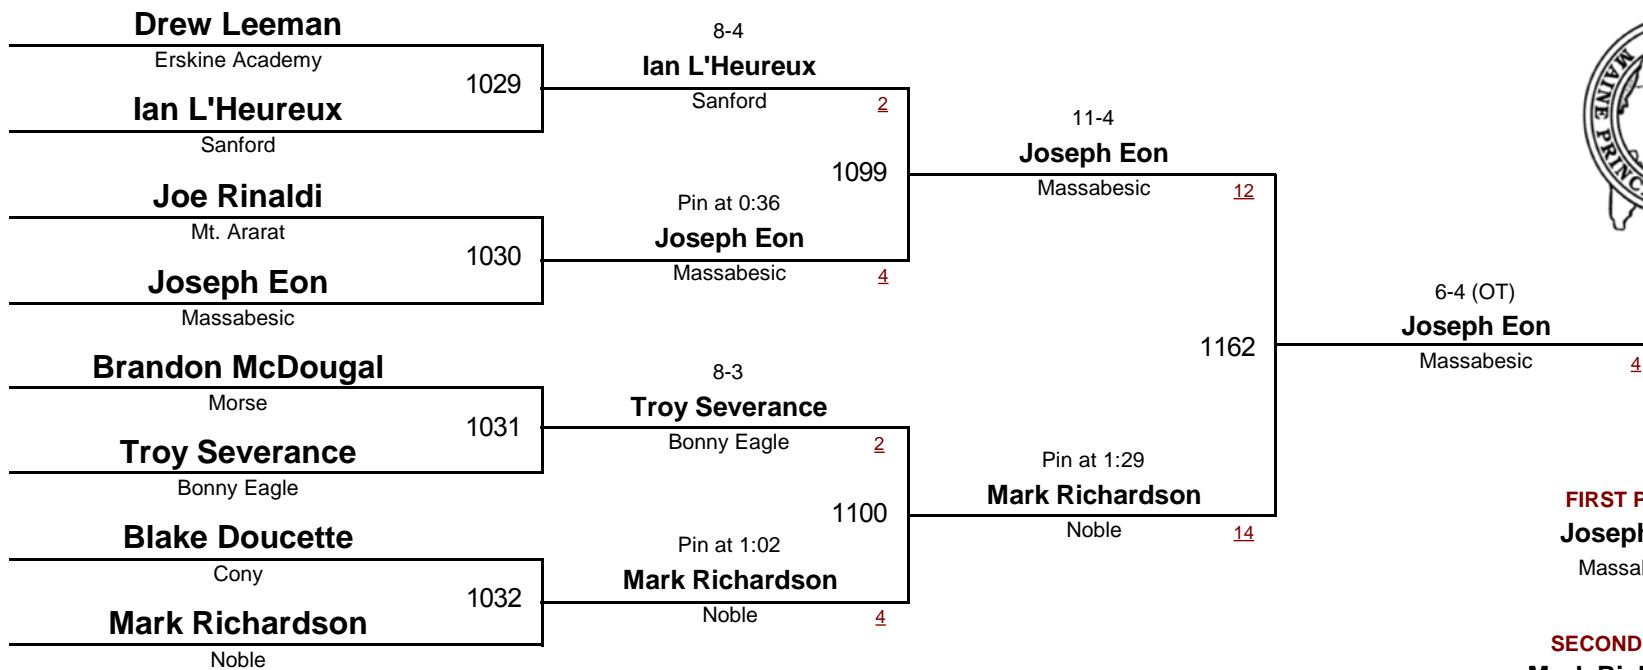 Drew Leeman
Erskine Academy
1029
Ian L'Heureux
Sanford
Joe Rinaldi
Mt. Ararat
1030
Joseph Eon
Massabesic
Brandon McDougal
Morse
1031
Troy Severance
Bonny Eagle
Blake Doucette
Cony
1032
Mark Richardson
Noble
8-4
Ian L'Heureux
Sanford 2
1099
Pin at 0:36
Joseph Eon
Massabesic 4
8-3
Troy Severance
Bonny Eagle 2
1100
Pin at 1:02
Mark Richardson
Noble 4
11-4
Joseph Eon
Massabesic 12
1162
Pin at 1:29
Mark Richardson
Noble 14
6-4 (OT)
Joseph Eon
Massabesic 4
MAINE
FIRST
SECOND